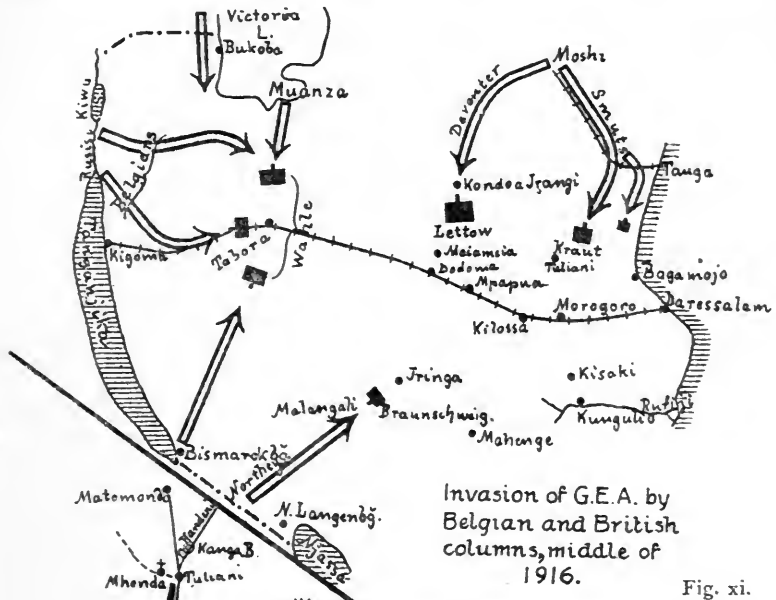 Victoria
L.
Bukoba
Muanza
Kiwu
Belgians
Kigoma
Tabora
Wahle
Moshi
Deventer
Smuts
Tanga
Kondoa Irangi
Lettow
Kraut
Tuliani
Dodoma
Mpapua
Bagamojo
Daressalam
Morogoro
Kilossa
Kisaki
Rufiji
Kungulio
Iringa
Malangali
Braunschweig.
Mahenge
Bismarckbg̃
Northey
N. Langenbg̃.
Njassa
Matomondo
Kanga B.
Mhenda
Tuliani
Invasion of G.E.A. by
Belgian and British
columns, middle of
1916.
Fig. xi.